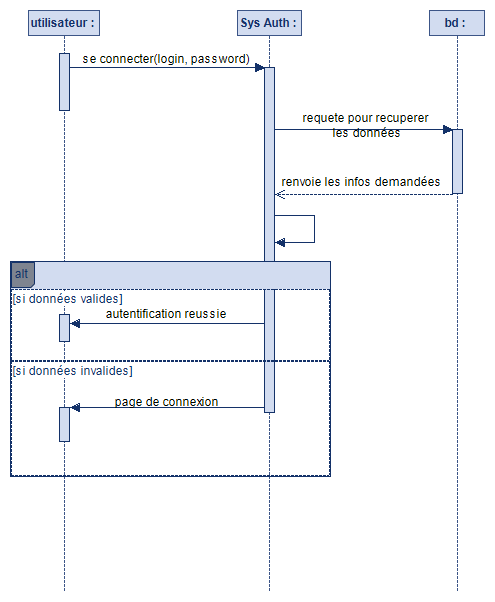 utilisateur :
Sys Auth :
bd :
se connecter(login, password)
requete pour recuperer
les données
renvoie les infos demandées
alt
[si données valides]
autentification reussie
[si données invalides]
page de connexion